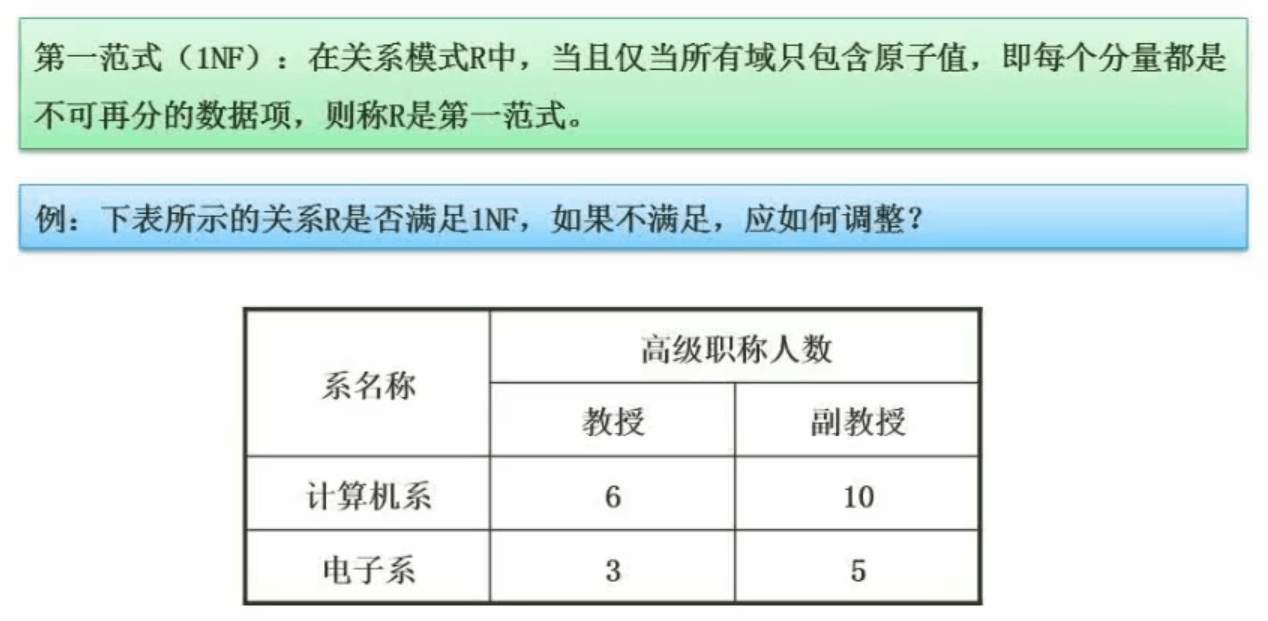 第一范式（1NF）：在关系模式R中，当且仅当所有域只包含原子值，即每个分量都是
不可再分的数据项，则称R是第一范式。
例：下表所示的关系R是否满足1NF，如果不满足，应如何调整？
系名称
高级职称人数
教授
副教授
计算机系
6
10
电子系
3
5